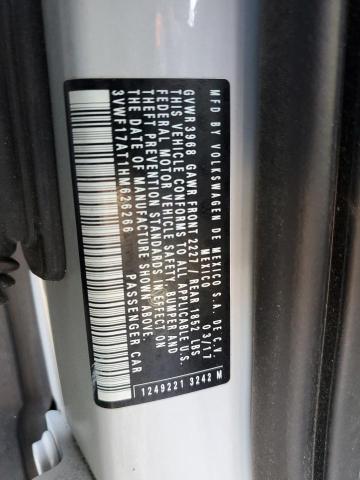 MFD BY VOLKSWAGEN DE MEXICO S.A. DE C.V.
MEXICO 03/17
GVWR 3968 GAWR FRONT 2227 / REAR 1852 LBS
THIS VEHICLE CONFORMS TO ALL APPLICABLE U.S.
FEDERAL MOTOR VEHICLE SAFETY, BUMPER AND
THEFT PREVENTION STANDARDS IN EFFECT ON
THE DATE OF MANUFACTURE SHOWN ABOVE.
3VWF17AT1HM626266 PASSENGER CAR
1249221 3242 M